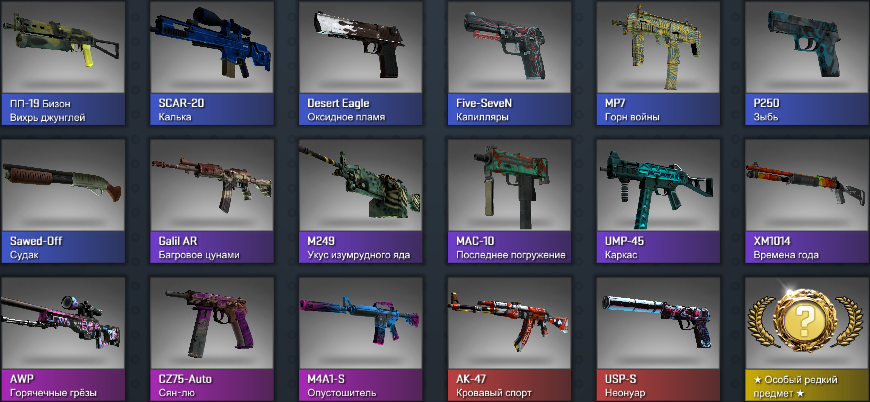 ПП-19 Бизон
Вихрь джунглей
SCAR-20
Калька
Desert Eagle
Оксидное пламя
Five-SeveN
Капилляры
MP7
Горн войны
P250
Зыбь
Sawed-Off
Судак
Galil AR
Багровое цунами
M249
Укус изумрудного яда
MAC-10
Последнее погружение
UMP-45
Каркас
XM1014
Времена года
AWP
Горячечные грёзы
CZ75-Auto
Сян-лю
M4A1-S
Опустошитель
AK-47
Кровавый спорт
USP-S
Неонуар
?
★ Особый редкий
предмет ★